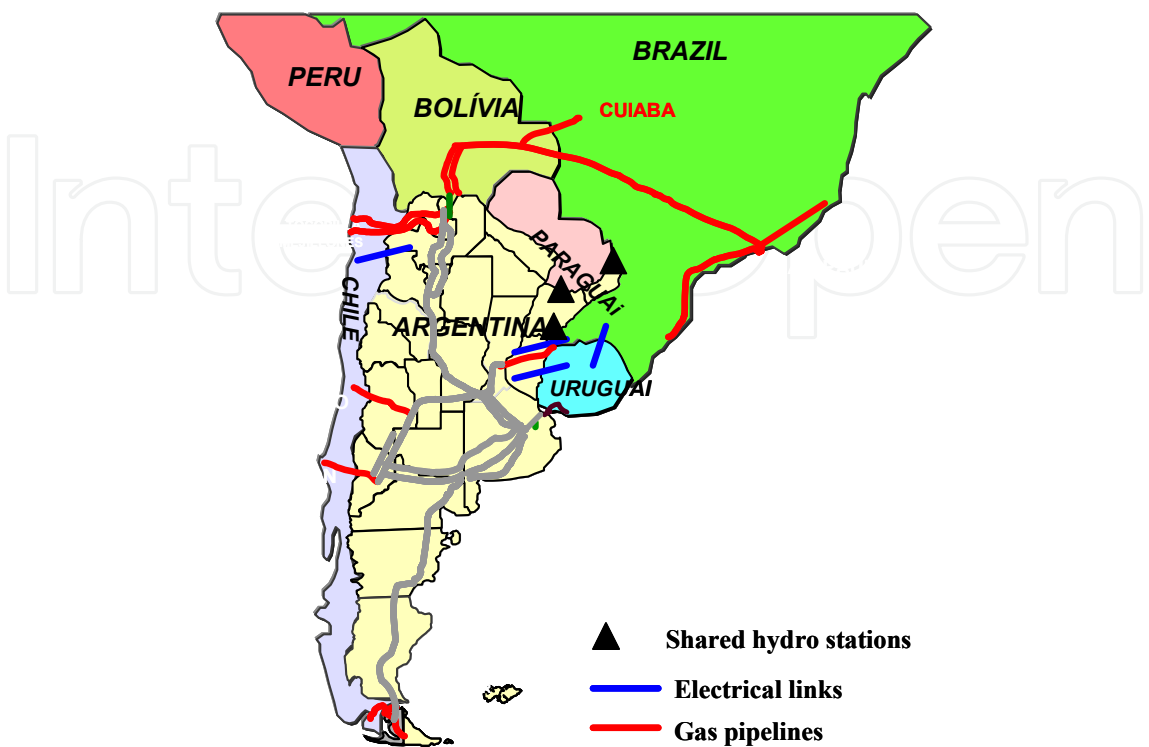 BRAZIL
PERU
BOLÍVIA
CUIABA
PARAGUAi
CHILE
ARGENTINA
URUGUAI
Shared hydro stations
Electrical links
Gas pipelines